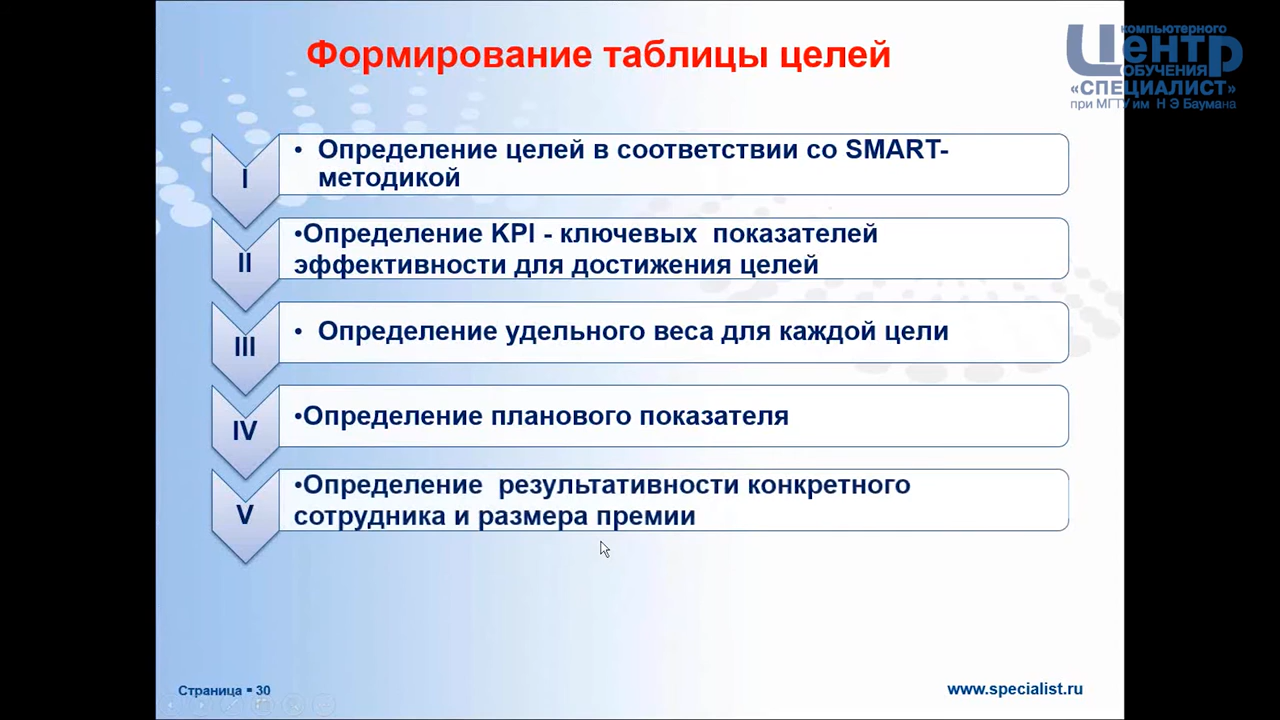 Формирование таблицы целей
компьютерного
Центр
ОБУЧЕНИЯ
«СПЕЦИАЛИСТ»
при МГТУ им Н Э Баумана
I
• Определение целей в соответствии со SMART-
методикой
II
•Определение KPI - ключевых показателей
эффективности для достижения целей
III
• Определение удельного веса для каждой цели
IV
•Определение планового показателя
V
•Определение результативности конкретного
сотрудника и размера премии
Страница ▪ 30
www.specialist.ru